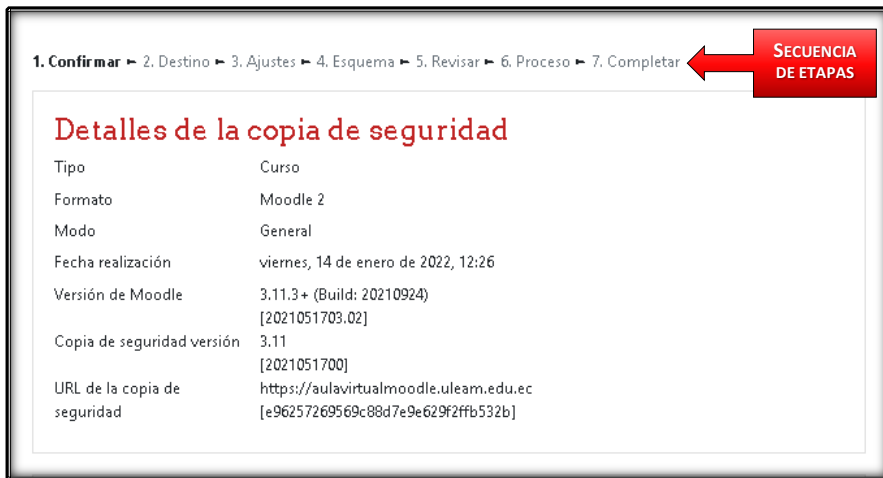 1. Confirmar ► 2. Destino ► 3. Ajustes ► 4. Esquema ► 5. Revisar ► 6. Proceso ► 7. Completar
SECUENCIA
DE ETAPAS
Detalles de la copia de seguridad
Tipo Curso
Formato Moodle 2
Modo General
Fecha realización viernes, 14 de enero de 2022, 12:26
Versión de Moodle 3.11.3+ (Build: 20210924)
[2021051703.02]
Copia de seguridad versión 3.11
[2021051700]
URL de la copia de https://aulavirtualmoodle.uleam.edu.ec
seguridad [e96257269569c88d7e9e629f2ffb532b]